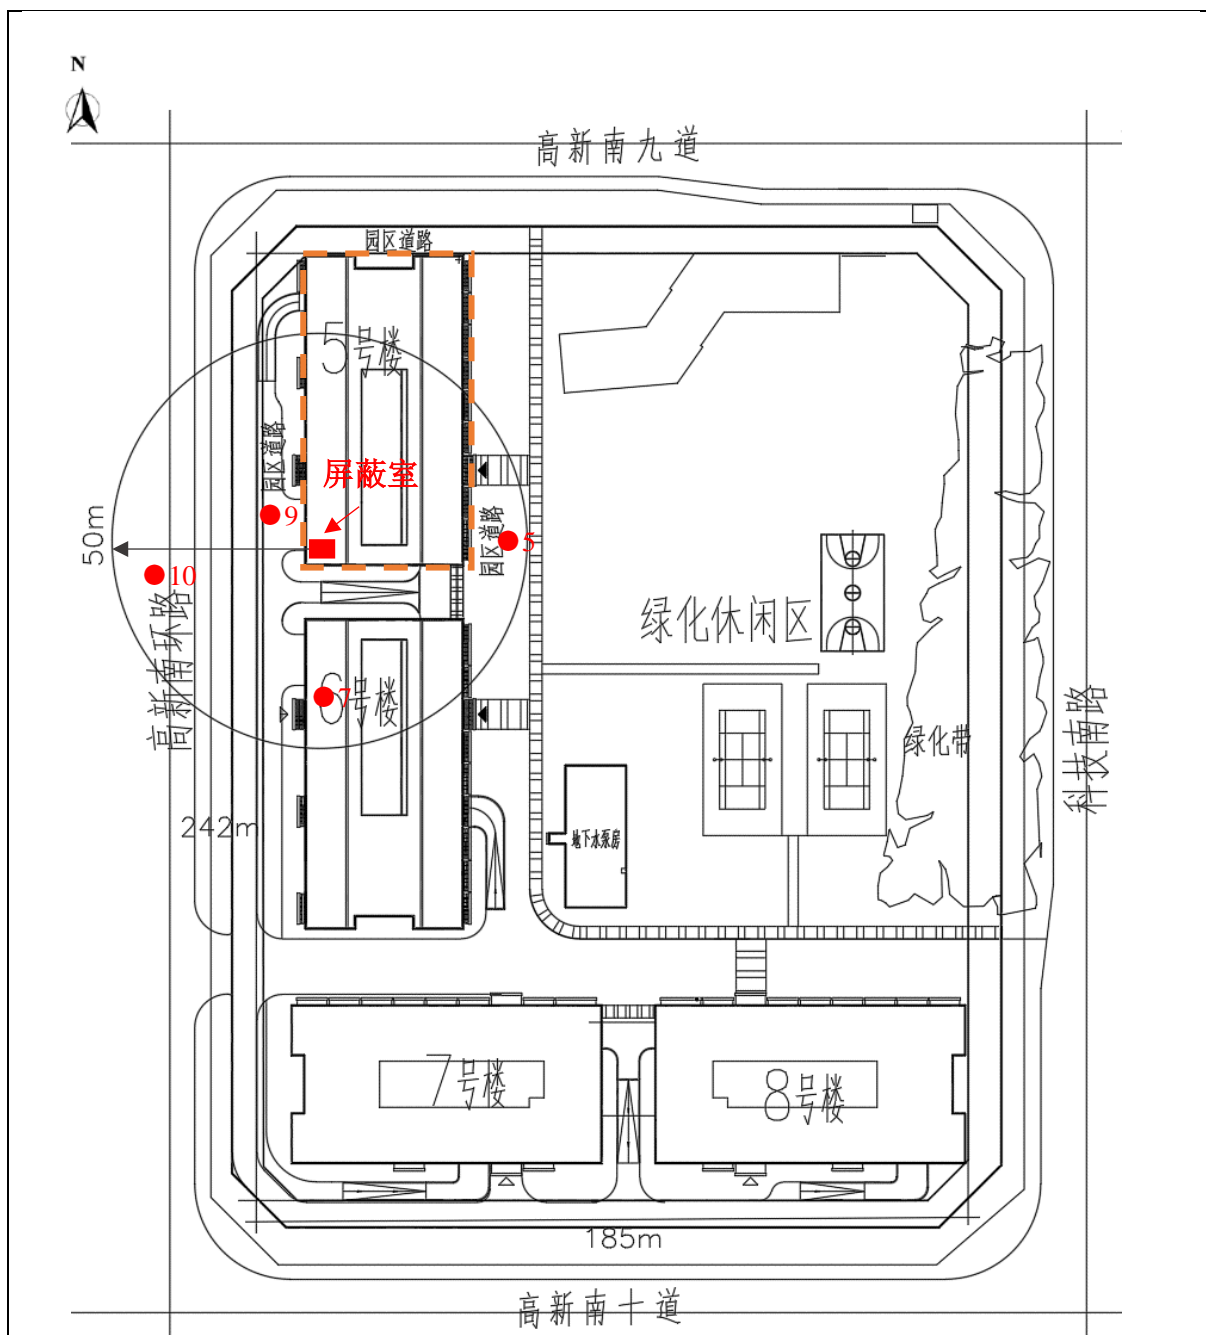 N
高新南九道
园区道路
5号楼
园区道路
屏蔽室
9
园区道路
5
50m
10
高新南环路
绿化休闲区
7
6号楼
科技南路
绿化带
242m
地下水泵房
7号楼
8号楼
185m
高新南十道